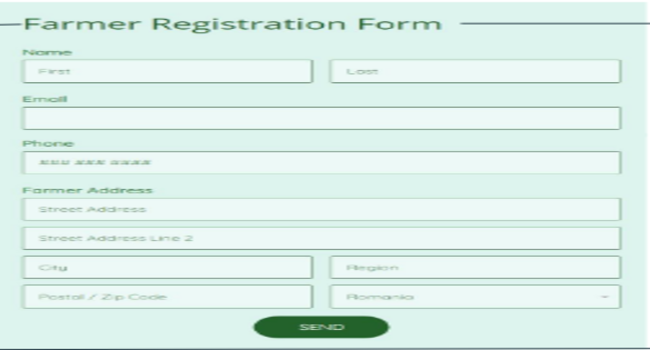 Farmer Registration Form
Name
First Last
Email
Phone
### ### ####
Farmer Address
Street Address
Street Address Line 2
City Region
Postal / Zip Code Romania
SEND